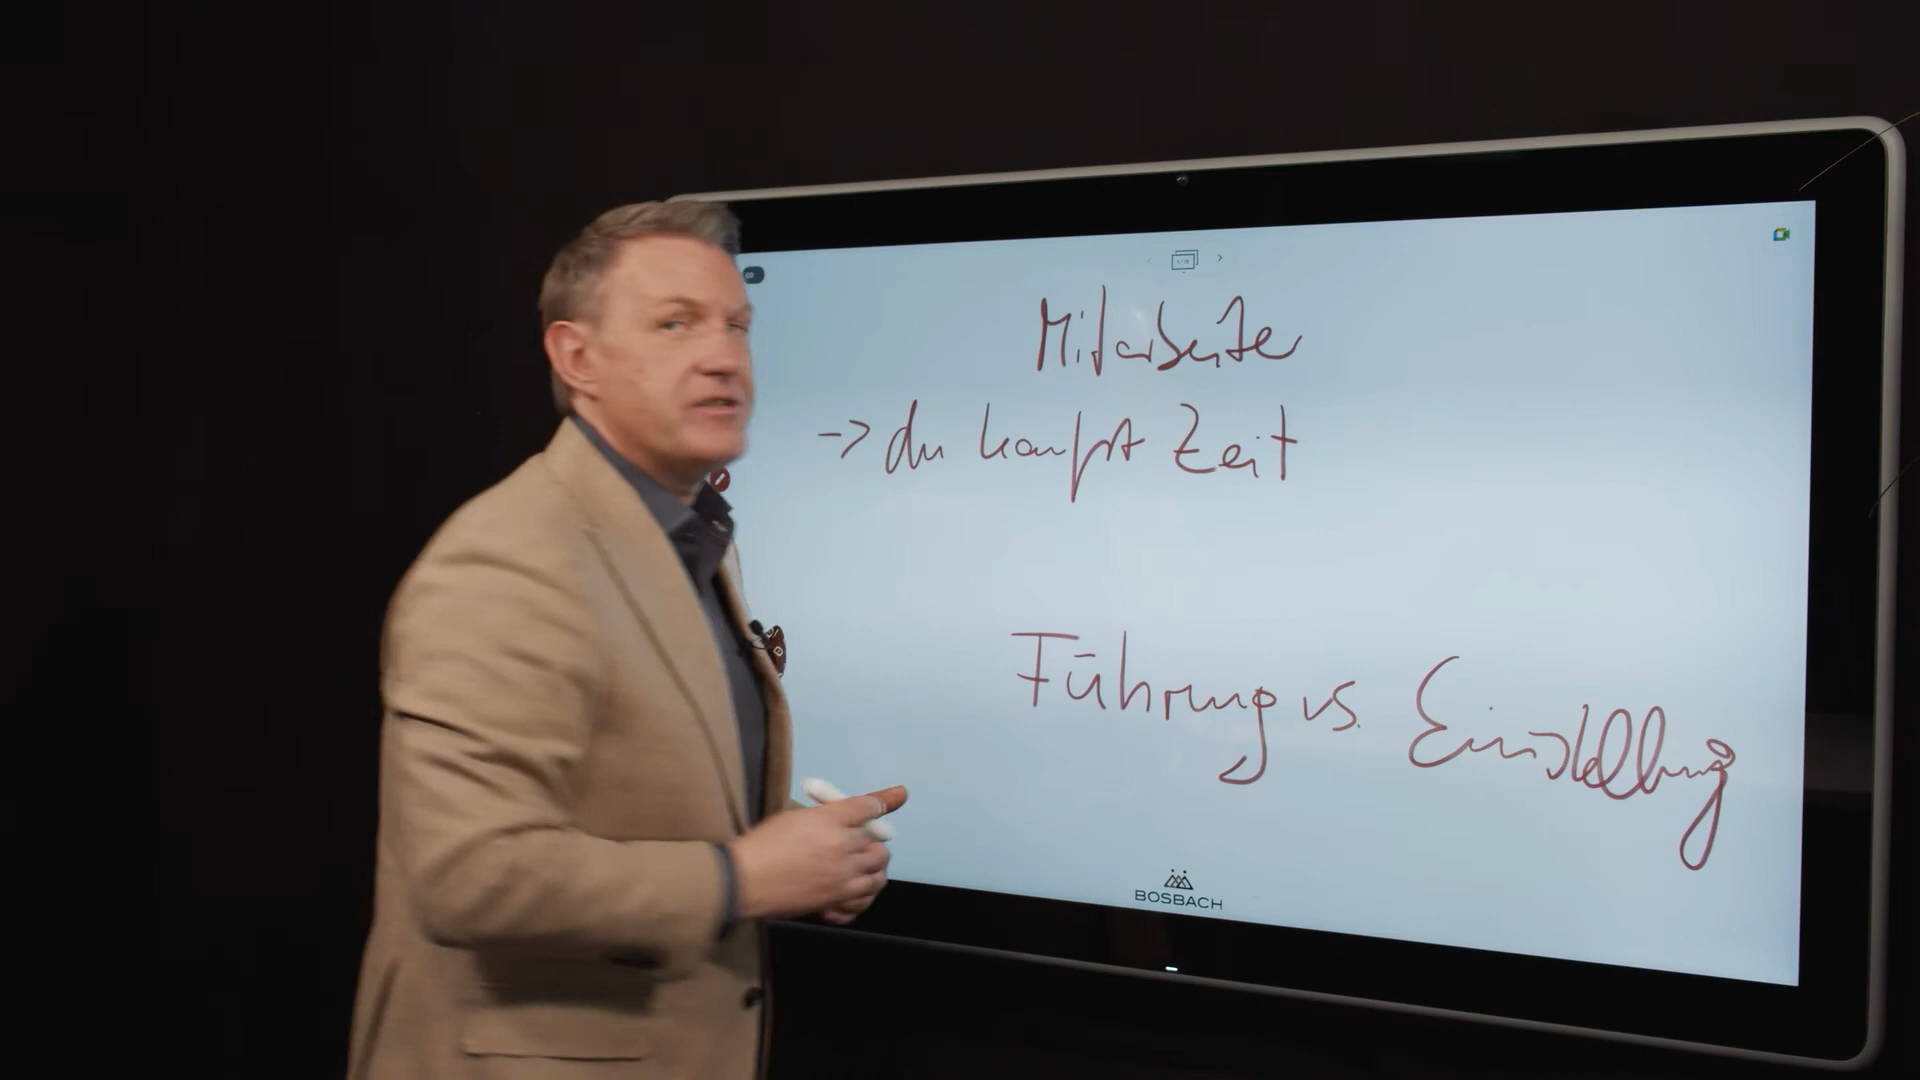 Mitarbeiter
-> du kaufst Zeit
Führung vs. Einstellung
BOSBACH